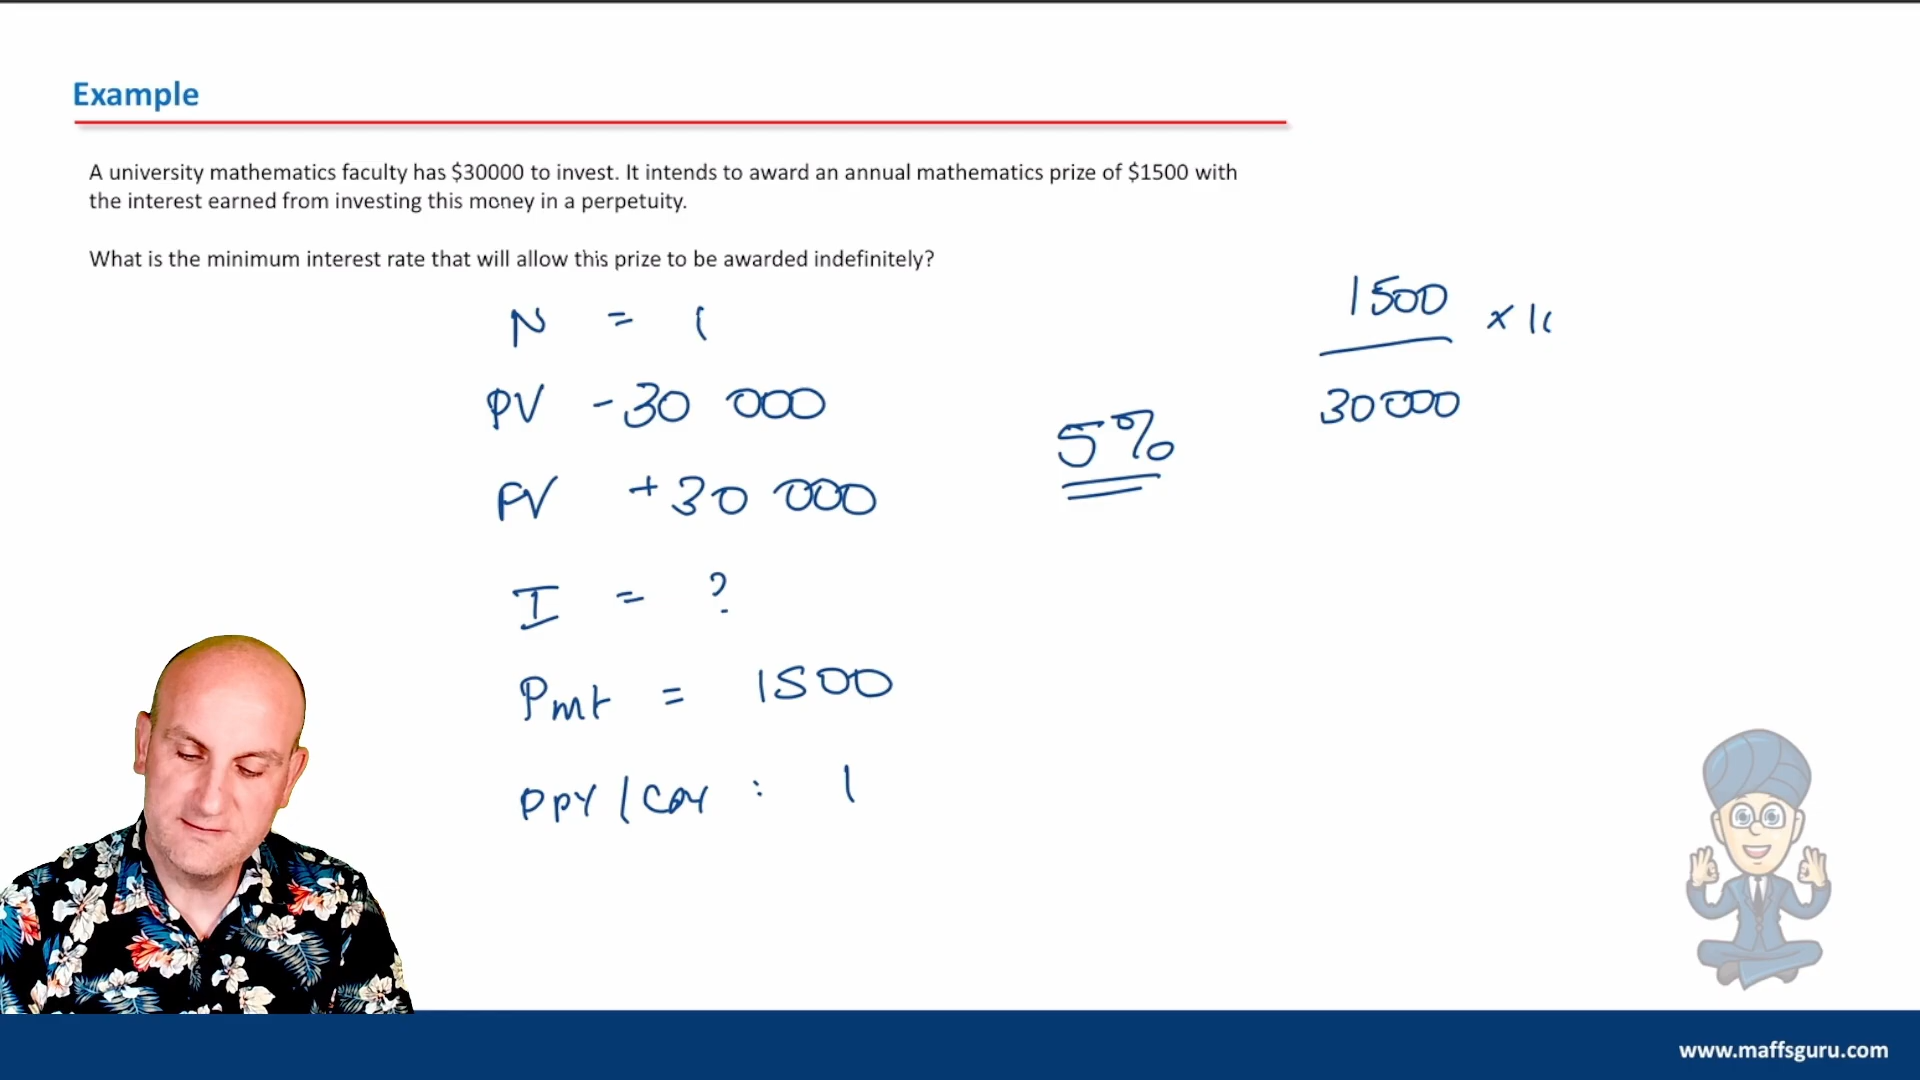 Example
A university mathematics faculty has $30000 to invest. It intends to award an annual mathematics prize of $1500 with
the interest earned from investing this money in a perpetuity.
What is the minimum interest rate that will allow this prize to be awarded indefinitely?
N = 1
PV -30 000
FV +30 000
I = ?
Pmt = 1500
PpY / CpY : 1
5%
1500
x 10
30000
www.maffsguru.com